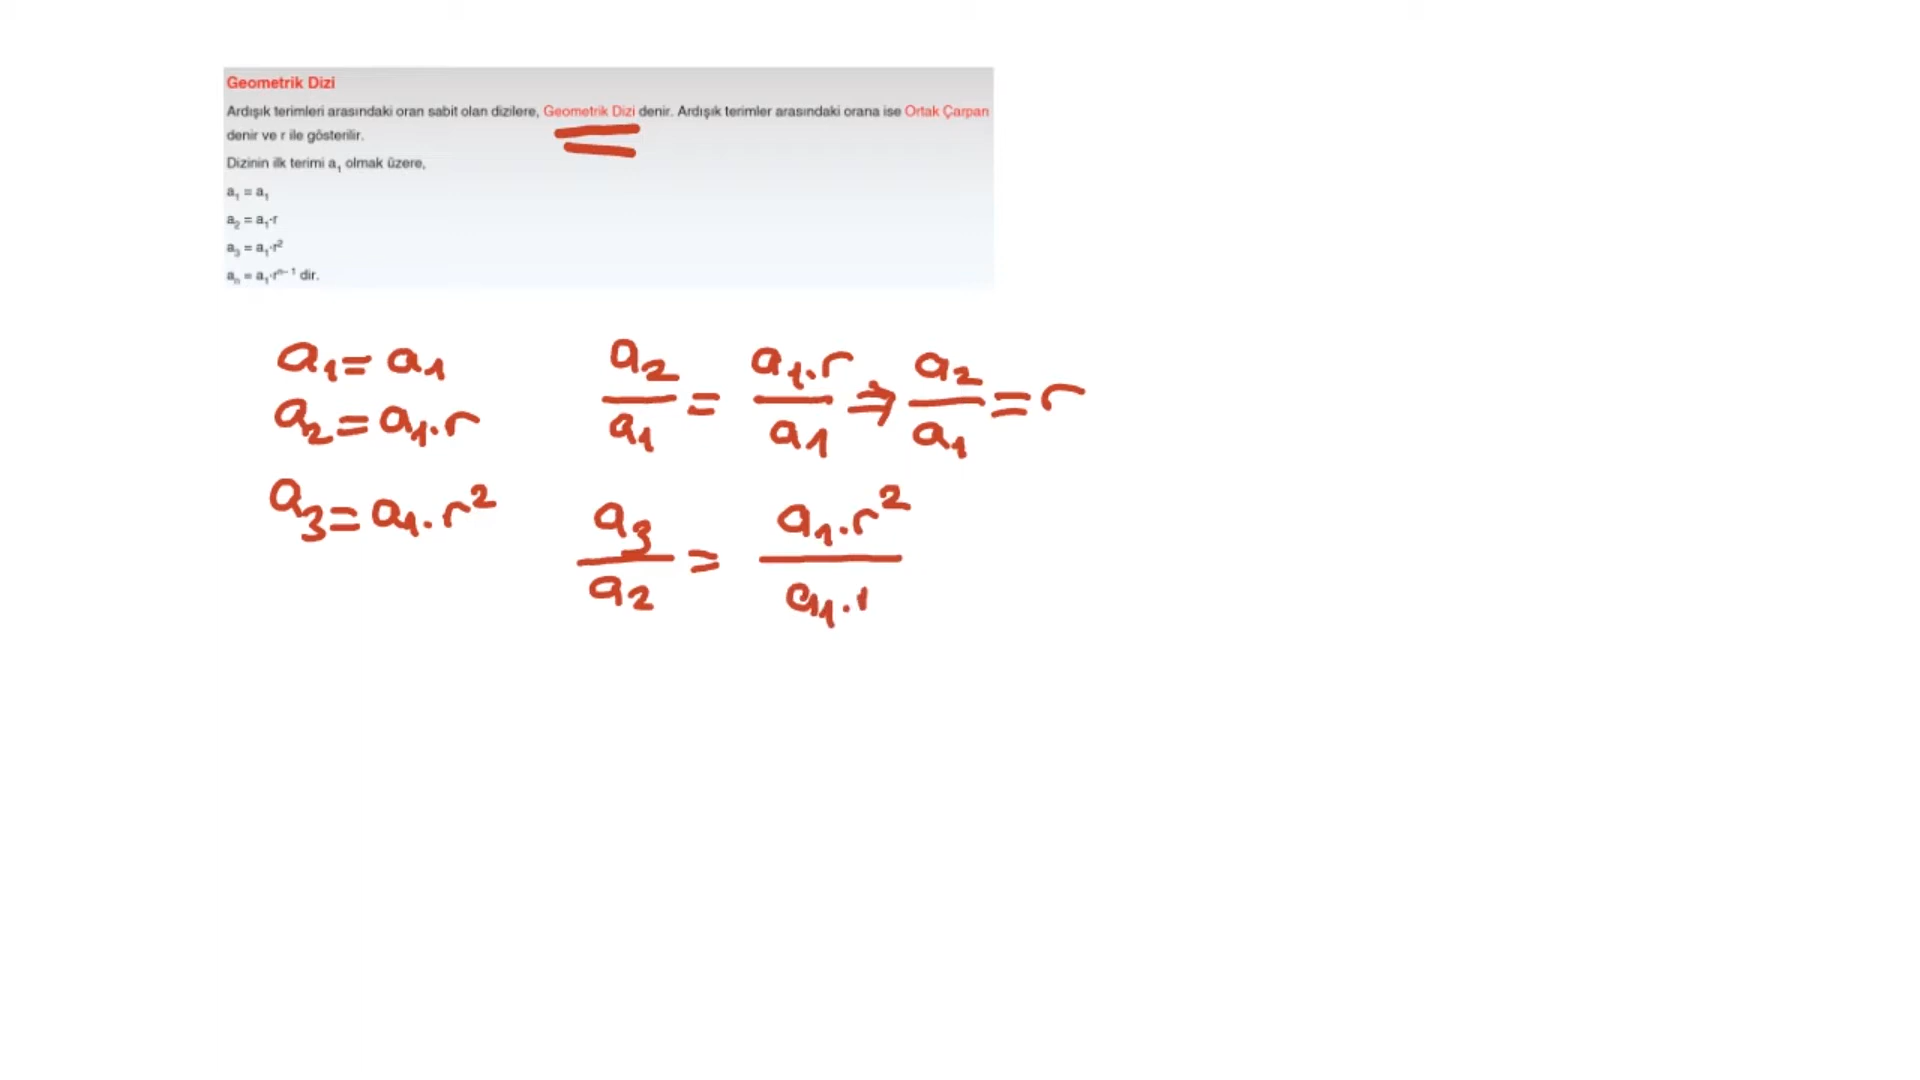 Geometrik Dizi
Ardışık terimleri arasındaki oran sabit olan dizilere, Geometrik Dizi denir. Ardışık terimler arasındaki orana ise Ortak Çarpan
denir ve r ile gösterilir.
Dizinin ilk terimi a₁ olmak üzere,
a₁ = a₁
a₂ = a₁·r
a₃ = a₁·r²
aₙ = a₁·rⁿ⁻¹ dir.
a₁ = a₁
a₂ = a₁.r
a₃ = a₁.r²
a₂/a₁ = a₁.r/a₁ ⇒ a₂/a₁ = r
a₃/a₂ = a₁.r²/a₁.